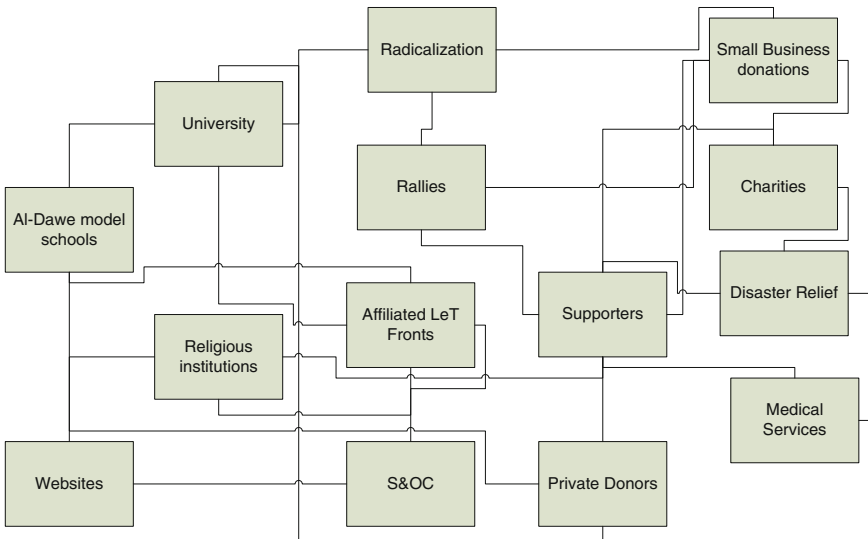 Radicalization
Small Business
donations
University
Rallies
Charities
Al-Dawe model
schools
Affiliated LeT
Fronts
Supporters
Disaster Relief
Religious
institutions
Medical
Services
Websites
S&OC
Private Donors